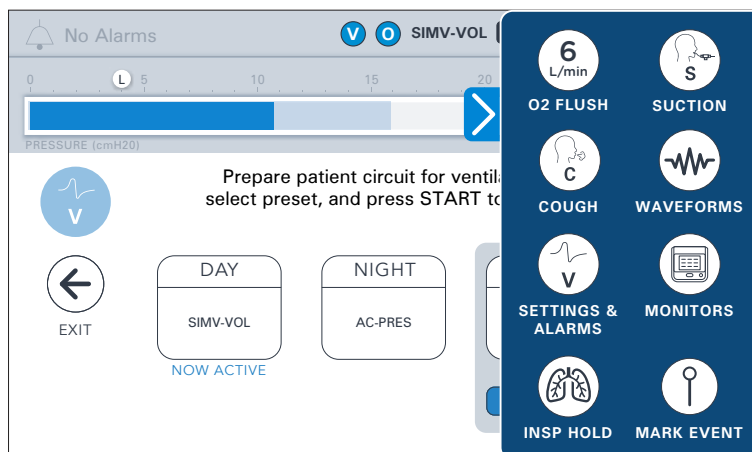 No Alarms
V O SIMV-VOL
0 L 5 10 15 20
PRESSURE (cmH20)
V
Prepare patient circuit for
select preset, and press START
EXIT
DAY
SIMV-VOL
NOW ACTIVE
NIGHT
AC-PRES
6
L/min
O2 FLUSH
S
SUCTION
C
COUGH
WAVEFORMS
V
SETTINGS &
ALARMS
MONITORS
INSP HOLD
MARK EVENT